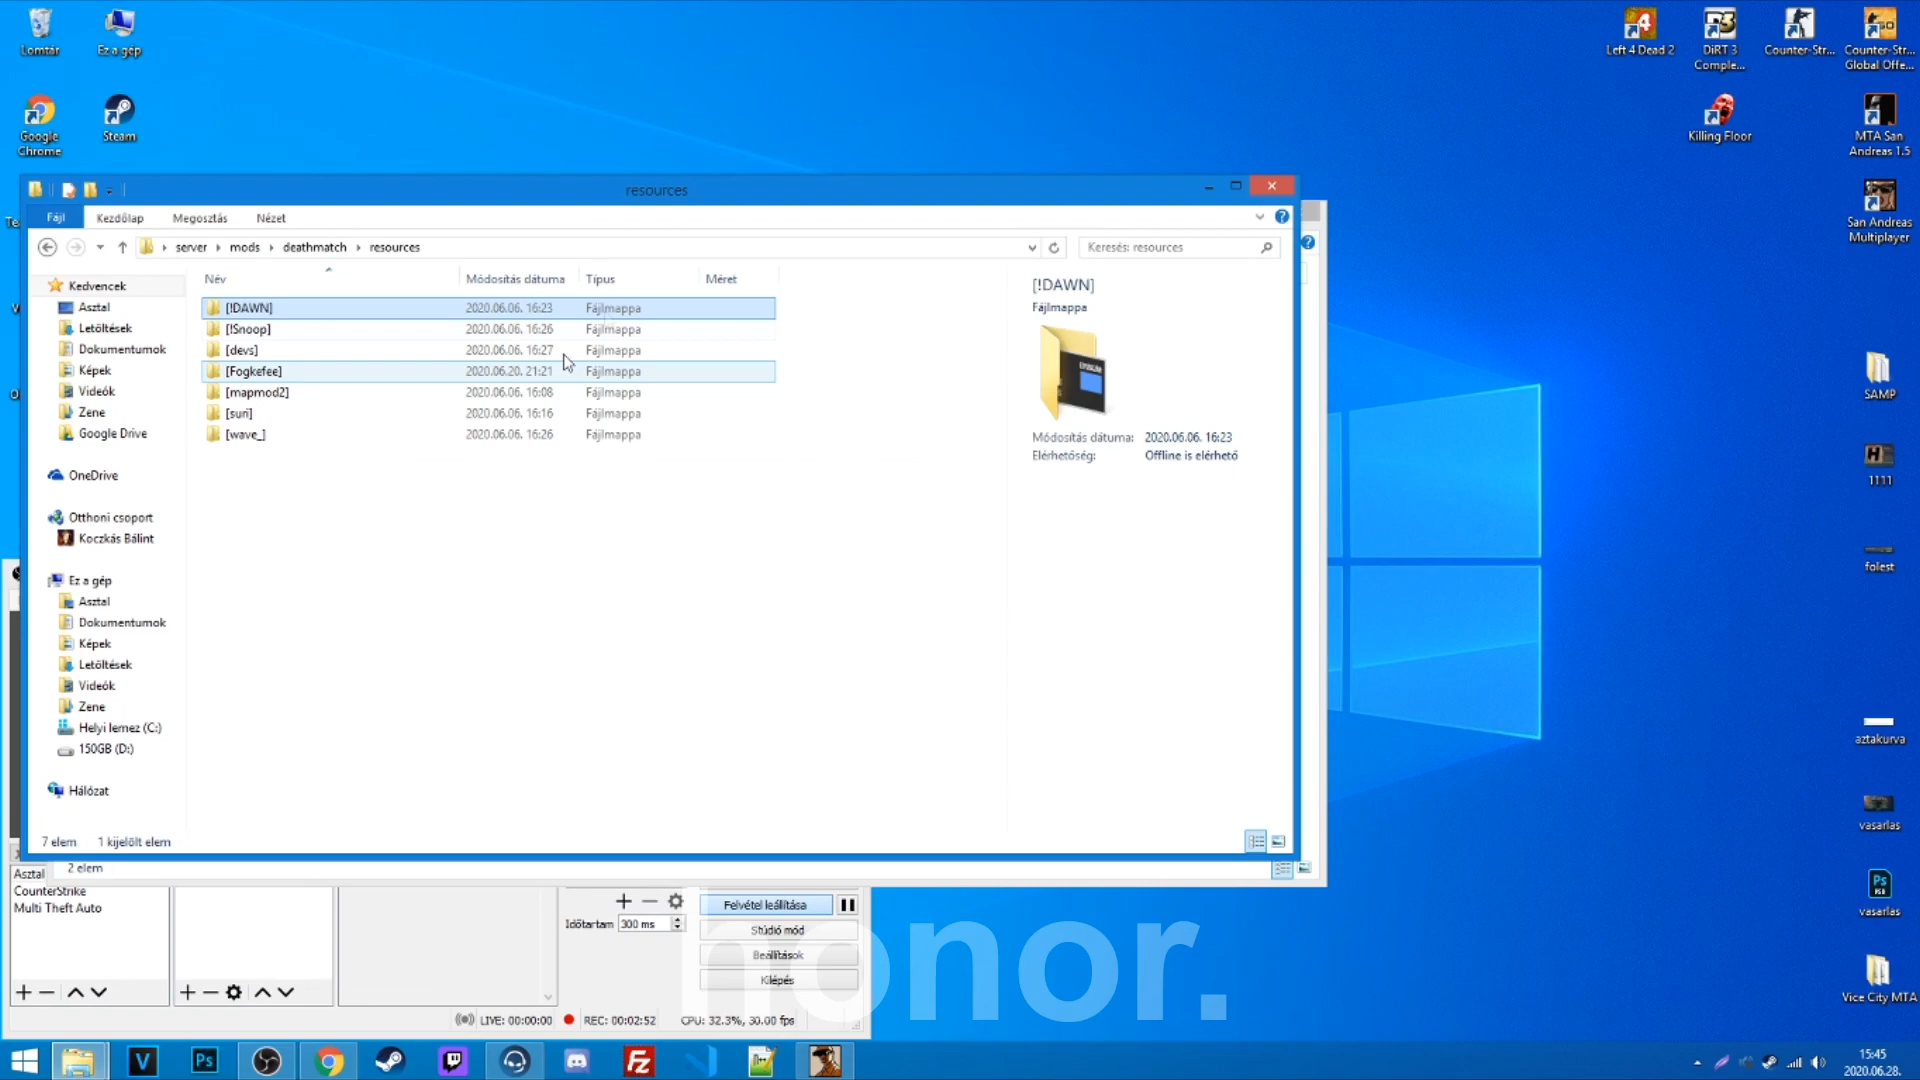 Lomtár
Ez a gép
Google
Chrome
Steam
Left 4 Dead 2
DiRT 3
Comple...
Counter-Str...
Counter-Str...
Global Offe...
Killing Floor
MTA San
Andreas 1.5
San Andreas
Multiplayer
SAMP
1111
folest
aztakurva
vasarlas
vasarlas
Vice City MTA
resources
Fájl
Kezdőlap
Megosztás
Nézet
server
mods
deathmatch
resources
Keresés: resources
Név
Módosítás dátuma
Típus
Méret
[!DAWN] 2020.06.06. 16:23 Fájlmappa
[!Snoop] 2020.06.06. 16:26 Fájlmappa
[devs] 2020.06.06. 16:27 Fájlmappa
[Fogkefee] 2020.06.20. 21:21 Fájlmappa
[mapmod2] 2020.06.06. 16:08 Fájlmappa
[suri] 2020.06.06. 16:16 Fájlmappa
[wave_] 2020.06.06. 16:26 Fájlmappa
Kedvencek
Asztal
Letöltések
Dokumentumok
Képek
Videók
Zene
Google Drive
OneDrive
Otthoni csoport
Koczkás Bálint
Ez a gép
Asztal
Dokumentumok
Képek
Letöltések
Videók
Zene
Helyi lemez (C:)
150GB (D:)
Hálózat
[!DAWN]
Fájlmappa
Módosítás dátuma: 2020.06.06. 16:23
Elérhetőség: Offline is elérhető
7 elem 1 kijelölt elem
2 elem
Asztal
CounterStrike
Multi Theft Auto
Időtartam 300 ms
Felvétel leállítása
Stúdió mód
Beállítások
Kilépés
LIVE: 00:00:00
REC: 00:02:52
CPU: 32.3%, 30.00 fps
honor.
15:45
2020.06.28.